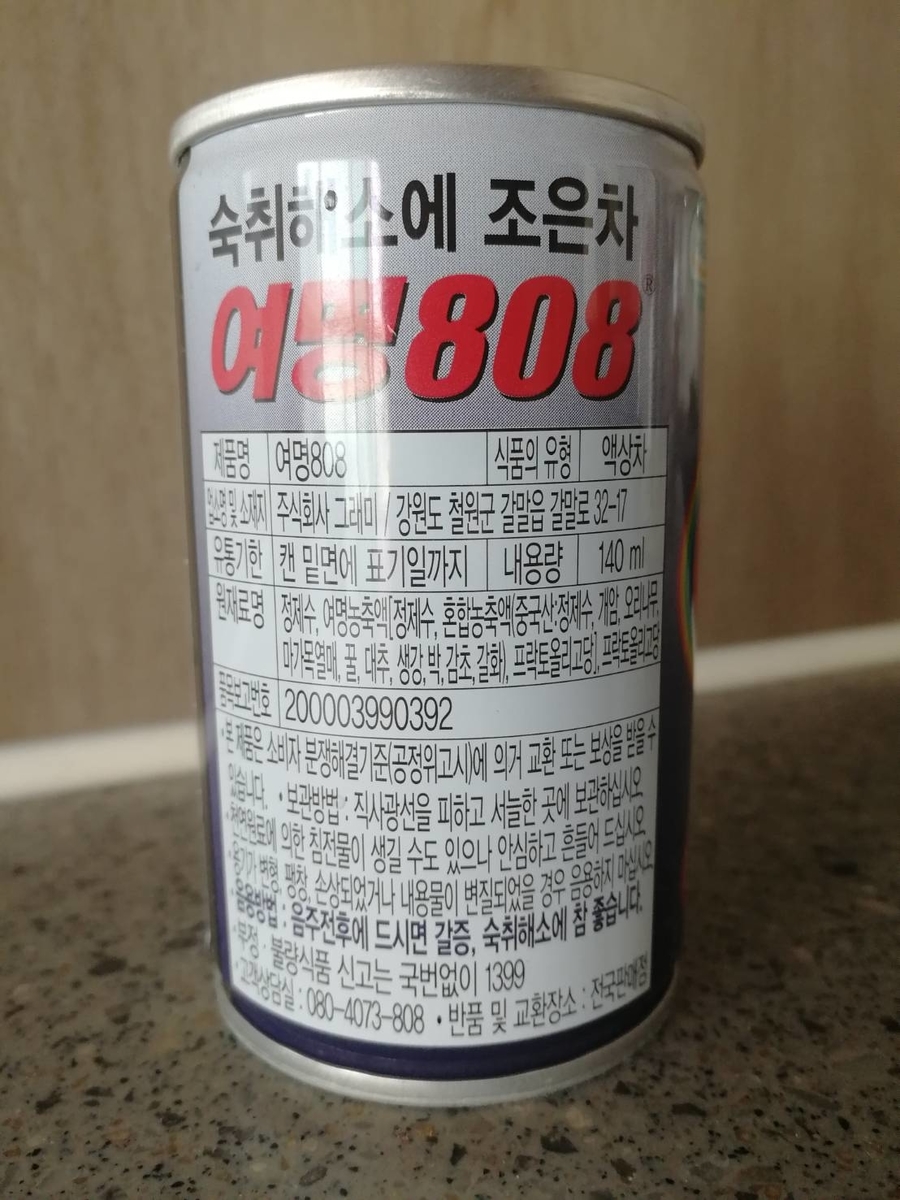 숙취해소에 조은차
여명808®
제품명 여명808 식품의 유형 액상차
업소명 및 소재지 주식회사 그래미 / 강원도 철원군 갈말읍 갈말로 32-17
유통기한 캔 밑면에 표기일까지 내용량 140 ml
원재료명 정제수, 여명농축액[정제수, 혼합농축액(중국산:정제수, 개암, 오리나무,
마가목열매, 꿀, 대추, 생강, 박, 감초, 갈화), 프락토올리고당], 프락토올리고당
품목보고번호 200003990392
•본 제품은 소비자 분쟁해결기준(공정위고시)에 의거 교환 또는 보상을 받을 수
있습니다. •보관방법 : 직사광선을 피하고 서늘한 곳에 보관하십시오.
•천연원료에 의한 침전물이 생길 수도 있으나 안심하고 흔들어 드십시오.
•용기가 변형, 팽창, 손상되었거나 내용물이 변질되었을 경우 음용하지 마십시오.
•음용방법 : 음주전후에 드시면 갈증, 숙취해소에 참 좋습니다.
•부정·불량식품 신고는 국번없이 1399
•고객상담실 : 080-4073-808 •반품 및 교환장소 : 전국판매점